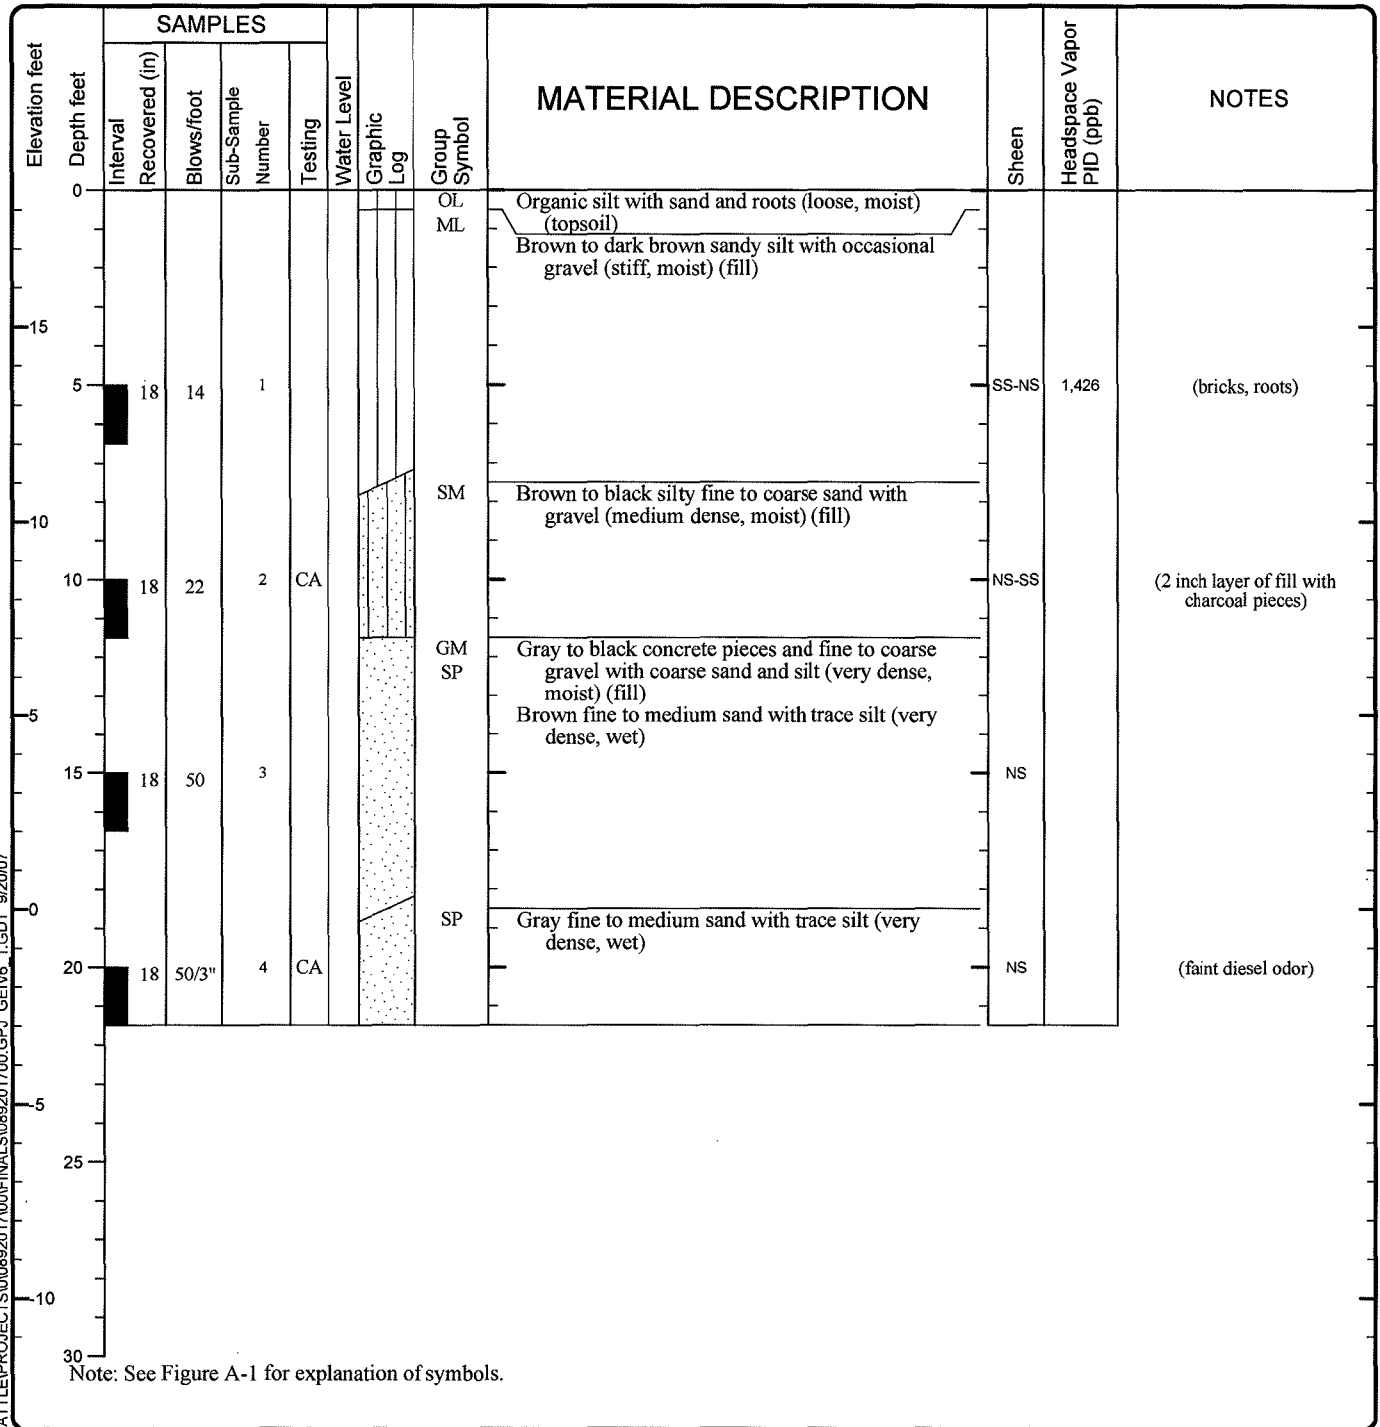 SAMPLES
Elevation feet
Depth feet
Interval
Recovered (in)
Blows/foot
Sub-Sample
Number
Testing
Water Level
Graphic
Log
Group
Symbol
MATERIAL DESCRIPTION
Sheen
Headspace Vapor
PID (ppb)
NOTES
0
OL
Organic silt with sand and roots (loose, moist)
(topsoil)
ML
Brown to dark brown sandy silt with occasional
gravel (stiff, moist) (fill)
15
5
18
14
1
SS-NS
1,426
(bricks, roots)
SM
Brown to black silty fine to coarse sand with
gravel (medium dense, moist) (fill)
10
10
18
22
2
CA
NS-SS
(2 inch layer of fill with
charcoal pieces)
GM
Gray to black concrete pieces and fine to coarse
SP
gravel with coarse sand and silt (very dense,
moist) (fill)
5
Brown fine to medium sand with trace silt (very
dense, wet)
15
18
50
3
NS
0
SP
Gray fine to medium sand with trace silt (very
dense, wet)
20
18
50/3"
4
CA
NS
(faint diesel odor)
-5
25
-10
30
Note: See Figure A-1 for explanation of symbols.